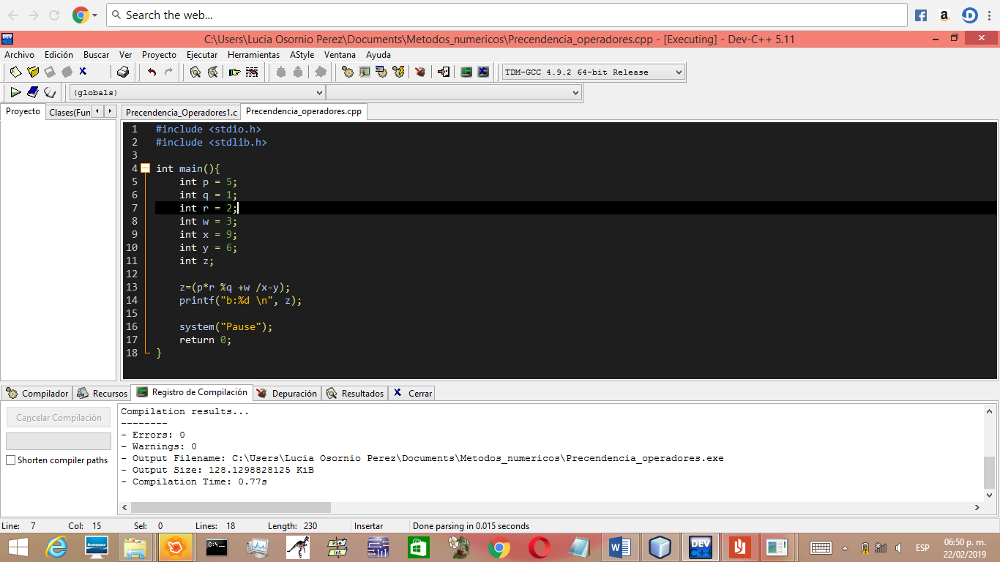 Search the web...
C:\Users\Lucia Osornio Perez\Documents\Metodos_numericos\Precendencia_operadores.cpp - [Executing] - Dev-C++ 5.11
Archivo Edición Buscar Ver Proyecto Ejecutar Herramientas AStyle Ventana Ayuda
TDM-GCC 4.9.2 64-bit Release
(globals)
Proyecto Clases(Fun Precendencia_Operadores1.c Precendencia_operadores.cpp
1 #include <stdio.h>
2 #include <stdlib.h>
3
4 int main(){
5 int p = 5;
6 int q = 1;
7 int r = 2;
8 int w = 3;
9 int x = 9;
10 int y = 6;
11 int z;
12
13 z=(p*r %q +w /x-y);
14 printf("b:%d \n", z);
15
16 system("Pause");
17 return 0;
18 }
Compilador Recursos Registro de Compilación Depuración Resultados Cerrar
Cancelar Compilación
Shorten compiler paths
Compilation results...
--------
- Errors: 0
- Warnings: 0
- Output Filename: C:\Users\Lucia Osornio Perez\Documents\Metodos_numericos\Precendencia_operadores.exe
- Output Size: 128.1298828125 KiB
- Compilation Time: 0.77s
Line: 7 Col: 15 Sel: 0 Lines: 18 Length: 230 Insertar Done parsing in 0.015 seconds
lenovo
C:\_
PSe
Int
DEV
C++
ESP
06:50 p. m.
22/02/2019